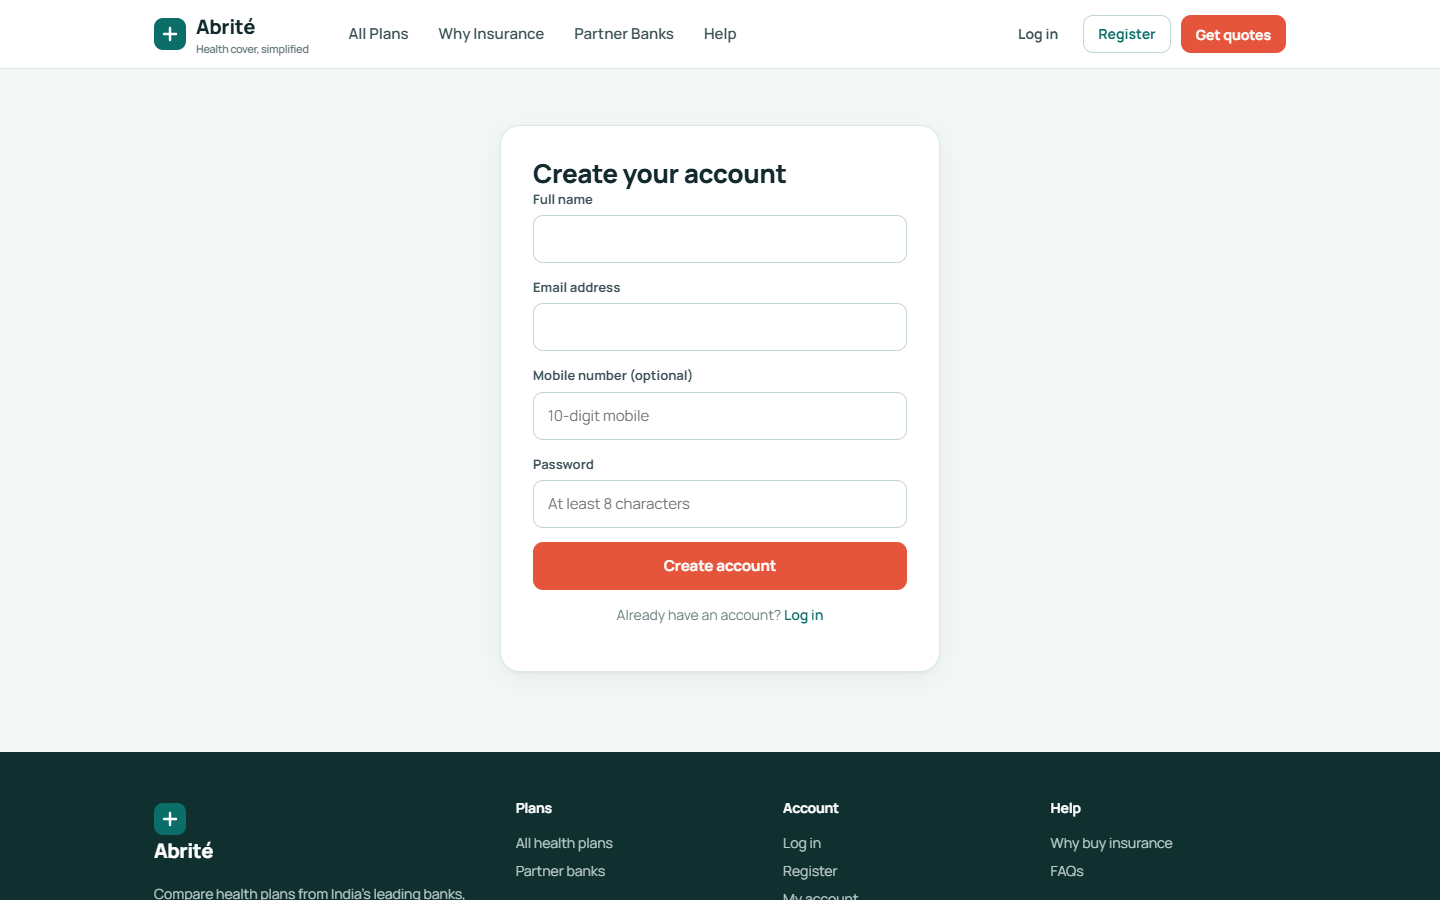 Abrité
Health cover, simplified
All Plans
Why Insurance
Partner Banks
Help
Log in
Register
Get quotes
Create your account
Full name
Email address
Mobile number (optional)
10-digit mobile
Password
At least 8 characters
Create account
Already have an account? Log in
Abrité
Compare health plans from India's leading banks,
Plans
All health plans
Partner banks
Account
Log in
Register
My account
Help
Why buy insurance
FAQs